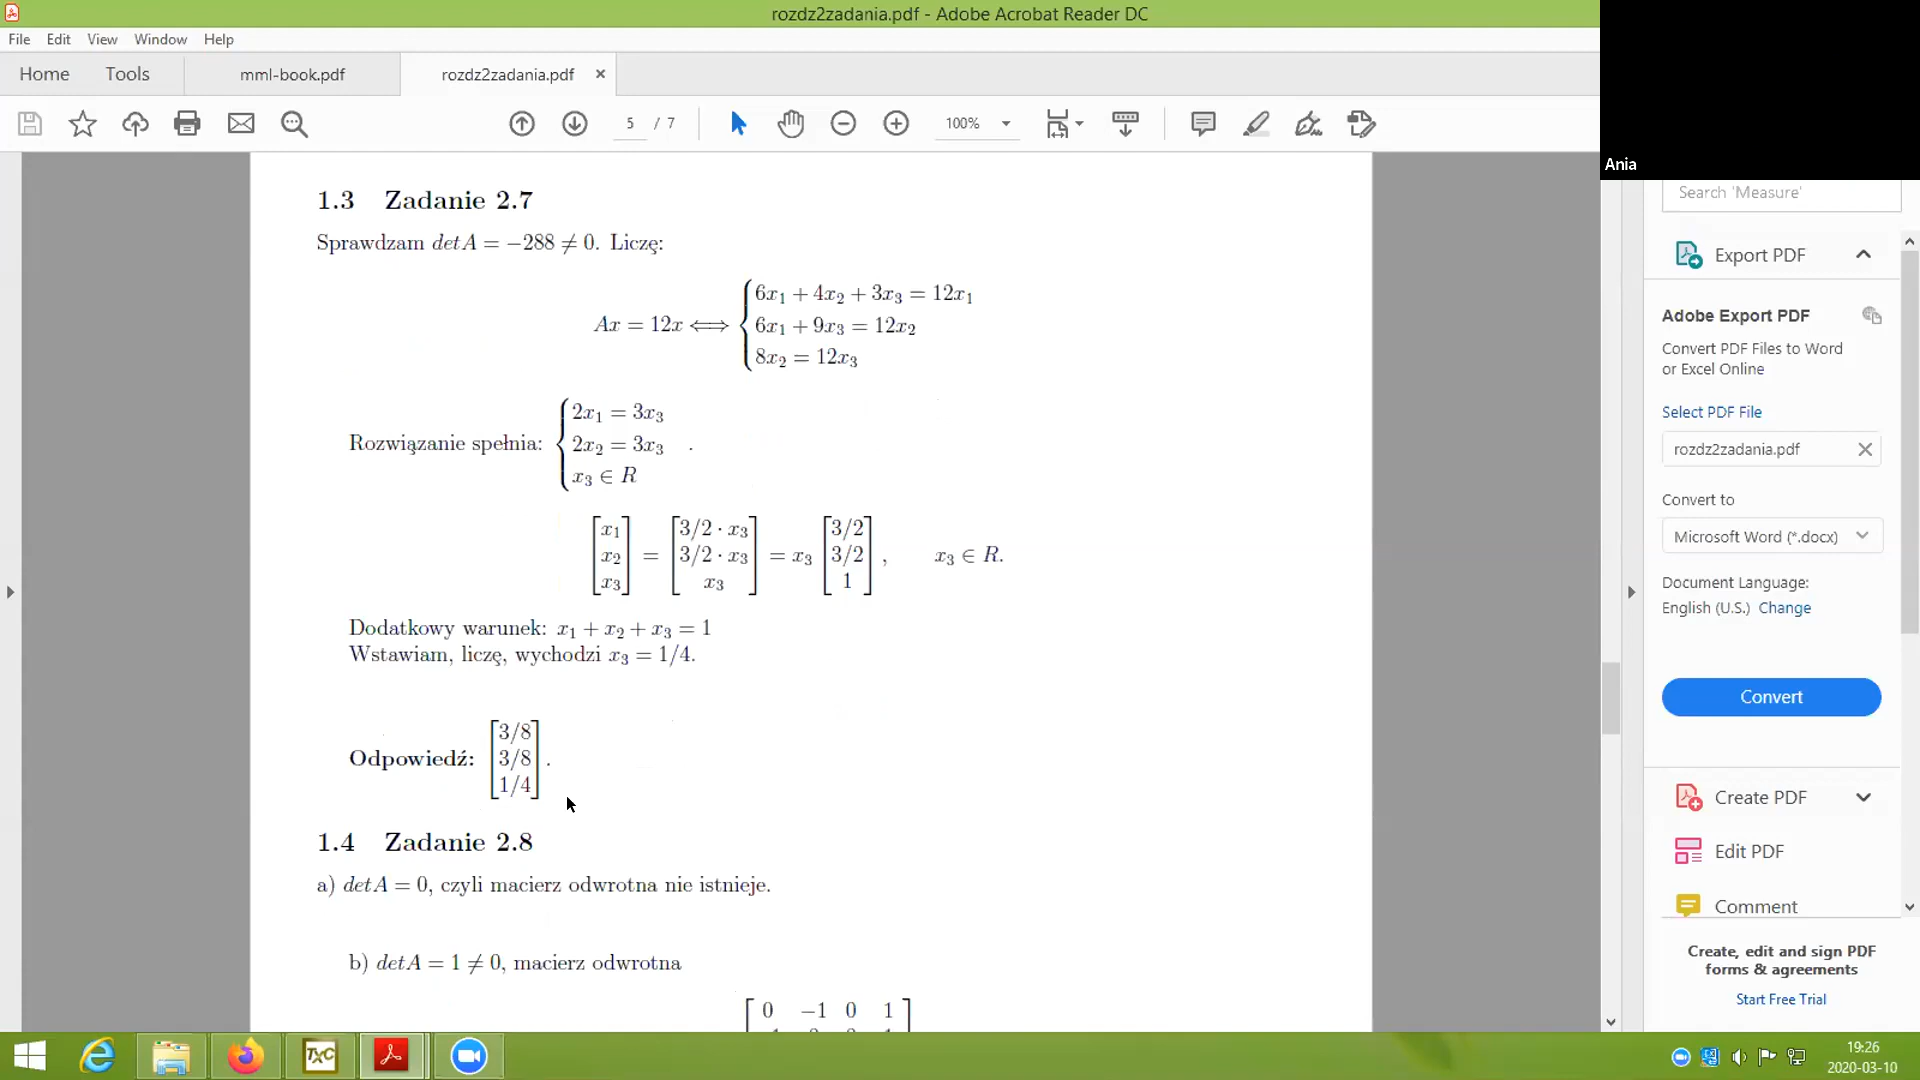 rozdz2zadania.pdf - Adobe Acrobat Reader DC
File Edit View Window Help
Home Tools mml-book.pdf rozdz2zadania.pdf ×
5 / 7 100%
Ania
Search 'Measure'
1.3 Zadanie 2.7
Sprawdzam detA = −288 ≠ 0. Liczę:
6x₁ + 4x₂ + 3x₃ = 12x₁
Ax = 12x ⟺ 6x₁ + 9x₃ = 12x₂
8x₂ = 12x₃
2x₁ = 3x₃
Rozwiązanie spełnia: 2x₂ = 3x₃ .
x₃ ∈ R
[x₁] [3/2 · x₃] [3/2]
[x₂] = [3/2 · x₃] = x₃ [3/2] , x₃ ∈ R.
[x₃] [x₃] [1]
Dodatkowy warunek: x₁ + x₂ + x₃ = 1
Wstawiam, liczę, wychodzi x₃ = 1/4.
[3/8]
Odpowiedź: [3/8] .
[1/4]
1.4 Zadanie 2.8
a) detA = 0, czyli macierz odwrotna nie istnieje.
b) detA = 1 ≠ 0, macierz odwrotna
0 −1 0 1
Export PDF
Adobe Export PDF
Convert PDF Files to Word
or Excel Online
Select PDF File
rozdz2zadania.pdf
Convert to
Microsoft Word (*.docx)
Document Language:
English (U.S.) Change
Convert
Create PDF
Edit PDF
Comment
Create, edit and sign PDF
forms & agreements
Start Free Trial
TXC
19:26
2020-03-10